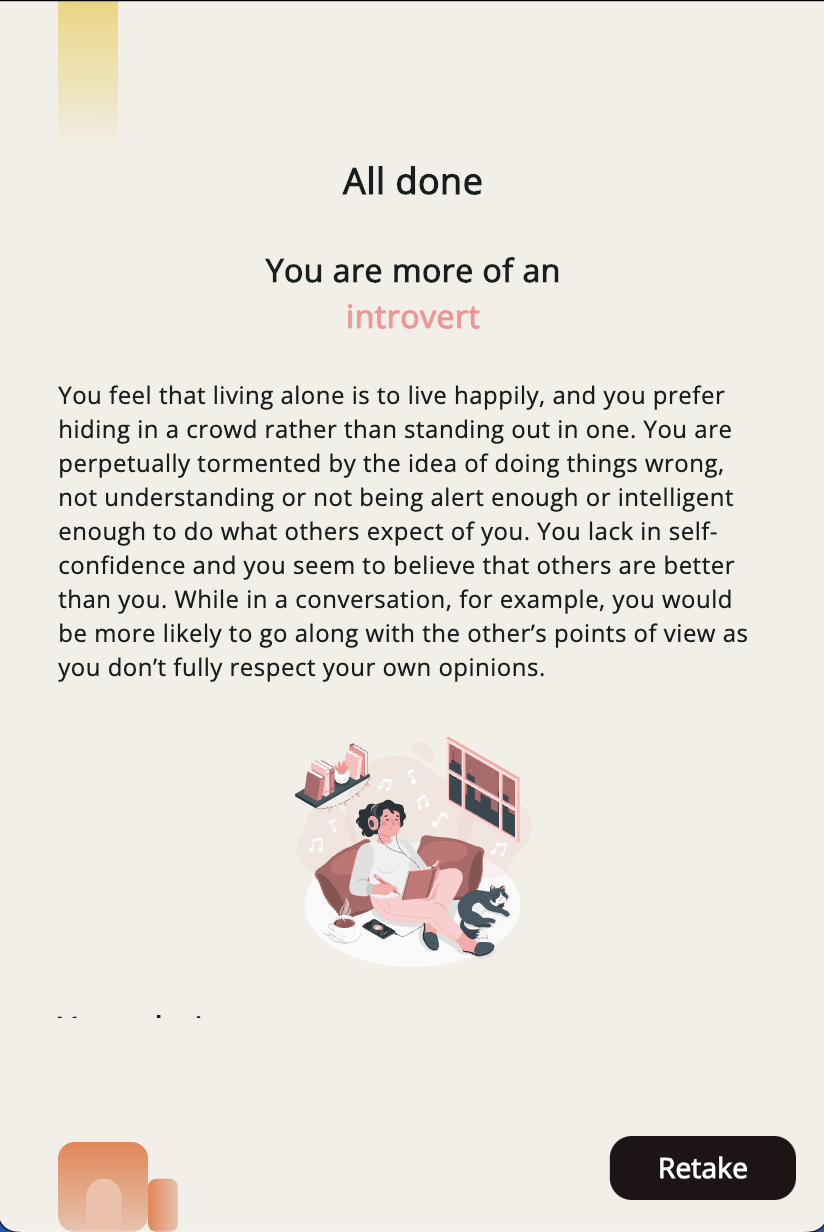 All done
You are more of an
introvert
You feel that living alone is to live happily, and you prefer
hiding in a crowd rather than standing out in one. You are
perpetually tormented by the idea of doing things wrong,
not understanding or not being alert enough or intelligent
enough to do what others expect of you. You lack in self-
confidence and you seem to believe that others are better
than you. While in a conversation, for example, you would
be more likely to go along with the other’s points of view as
you don’t fully respect your own opinions.
Retake